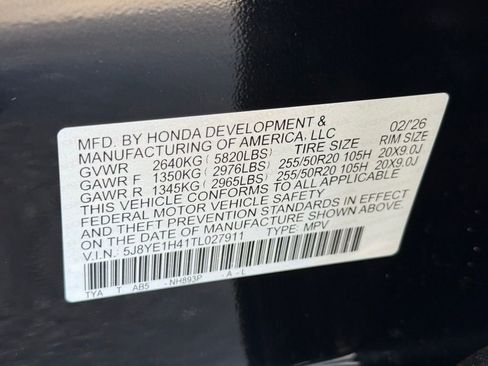 MFD. BY HONDA DEVELOPMENT & 02/'26
MANUFACTURING OF AMERICA, LLC
GVWR 2640KG ( 5820LBS) TIRE SIZE RIM SIZE
GAWR F 1350KG ( 2976LBS) 255/50R20 105H 20X9.0J
GAWR R 1345KG ( 2965LBS) 255/50R20 105H 20X9.0J
THIS VEHICLE CONFORMS TO ALL APPLICABLE
FEDERAL MOTOR VEHICLE SAFETY, BUMPER,
AND THEFT PREVENTION STANDARDS IN EFFECT
ON THE DATE OF MANUFACTURE SHOWN ABOVE.
V.I.N.: 5J8YE1H41TL027911 TYPE: MPV
TYA T AB5 - NH893P A - L